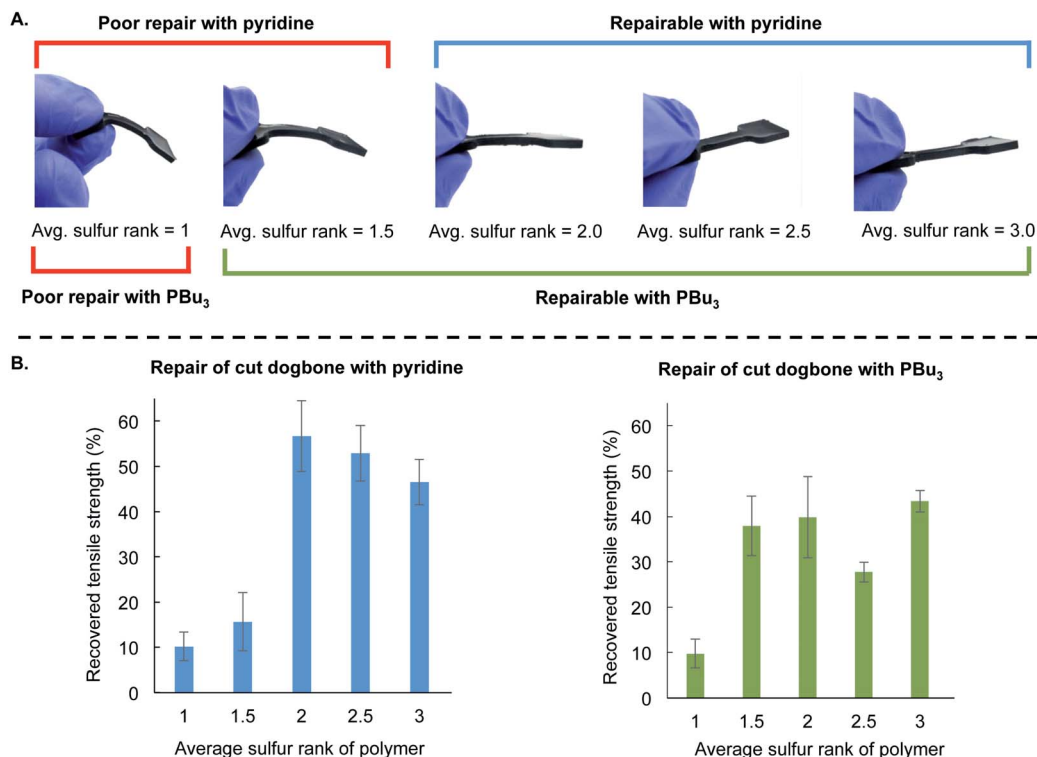 A.
Poor repair with pyridine
Repairable with pyridine
Avg. sulfur rank = 1
Avg. sulfur rank = 1.5
Avg. sulfur rank = 2.0
Avg. sulfur rank = 2.5
Avg. sulfur rank = 3.0
Poor repair with PBu₃
Repairable with PBu₃
B.
Repair of cut dogbone with pyridine
Recovered tensile strength (%)
60
50
40
30
20
10
0
1 1.5 2 2.5 3
Average sulfur rank of polymer
Repair of cut dogbone with PBu₃
Recovered tensile strength (%)
60
50
40
30
20
10
0
1 1.5 2 2.5 3
Average sulfur rank of polymer